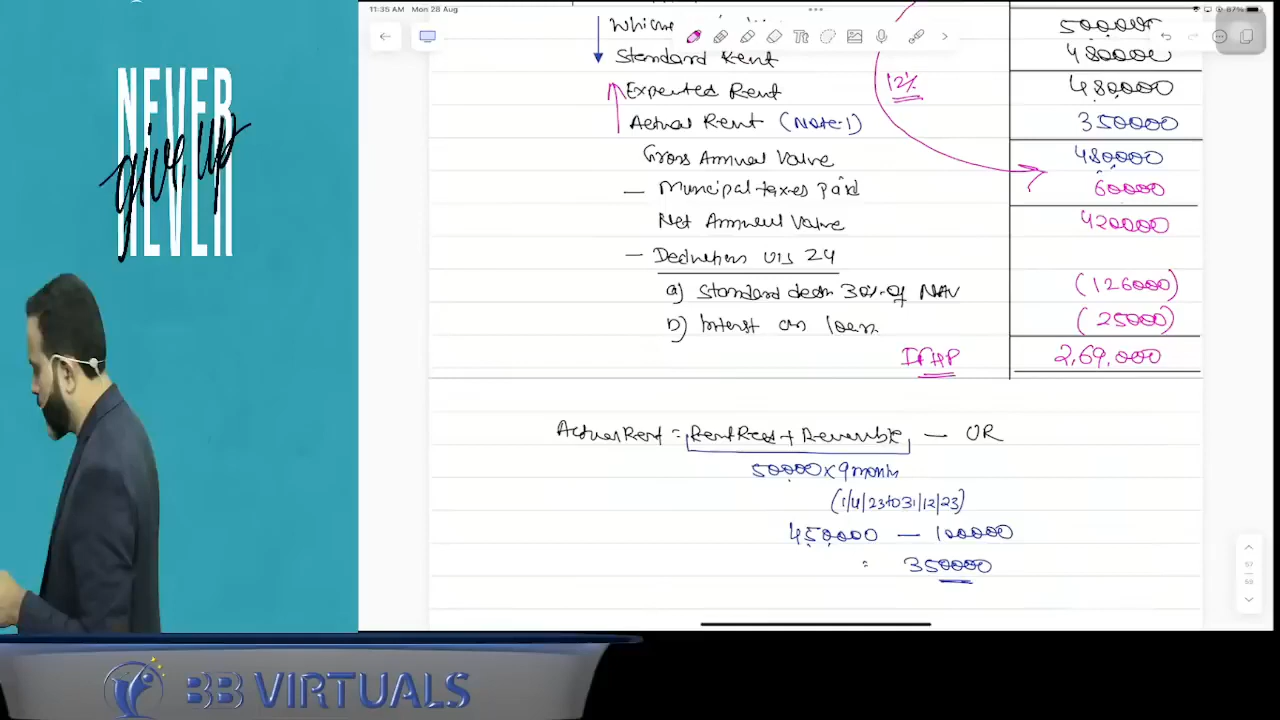 11:35 AM Mon 28 Aug
87%
NEVER
give up
NEVER
500000
Standard Rent 480000
Expected Rent 480000
12%
Actual Rent (Note-1) 350000
Gross Annual Value 480000
— Municipal taxes paid 60000
Net Annual Value 420000
— Deductions u/s 24
a) Standard dedn 30% of NAV (126000)
b) Interest on loan (25000)
IFHP 2,69,000
Actual Rent = Rent Recd + Receivable — UR
50000 x 9 months
(1/4/23 to 31/12/23)
450000 — 100000
= 350000
57
BB VIRTUALS